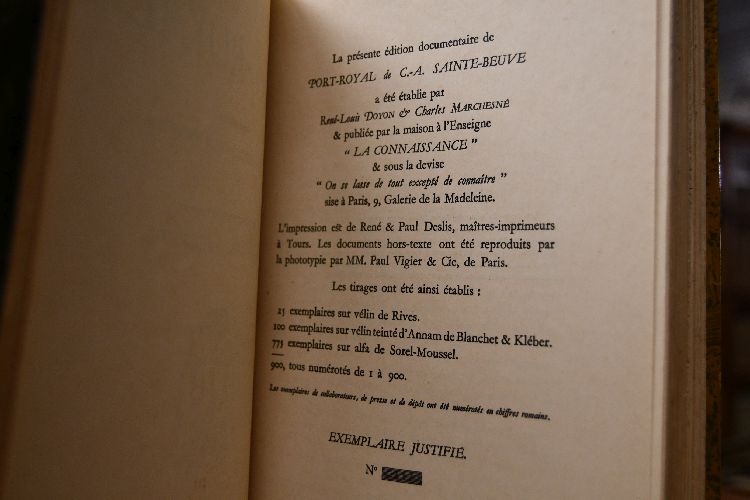 La présente édition documentaire de
PORT-ROYAL de C.-A. SAINTE-BEUVE
a été établie par
René-Louis DOYON & Charles MARCHESNÉ
& publiée par la maison à l'Enseigne
" LA CONNAISSANCE "
& sous la devise
" On se lasse de tout excepté de connaître "
sise à Paris, 9, Galerie de la Madeleine.
L'impression est de René & Paul Deslis, maîtres-imprimeurs
à Tours. Les documents hors-texte ont été reproduits par
la phototypie par MM. Paul Vigier & Cie, de Paris.
Les tirages ont été ainsi établis :
25 exemplaires sur vélin de Rives.
100 exemplaires sur vélin teinté d'Annam de Blanchet & Kléber.
775 exemplaires sur alfa de Sorel-Moussel.
900, tous numérotés de 1 à 900.
Les exemplaires de collaborateurs, de presse et de dépôt ont été numérotés en chiffres romains.
EXEMPLAIRE JUSTIFIÉ.
N°